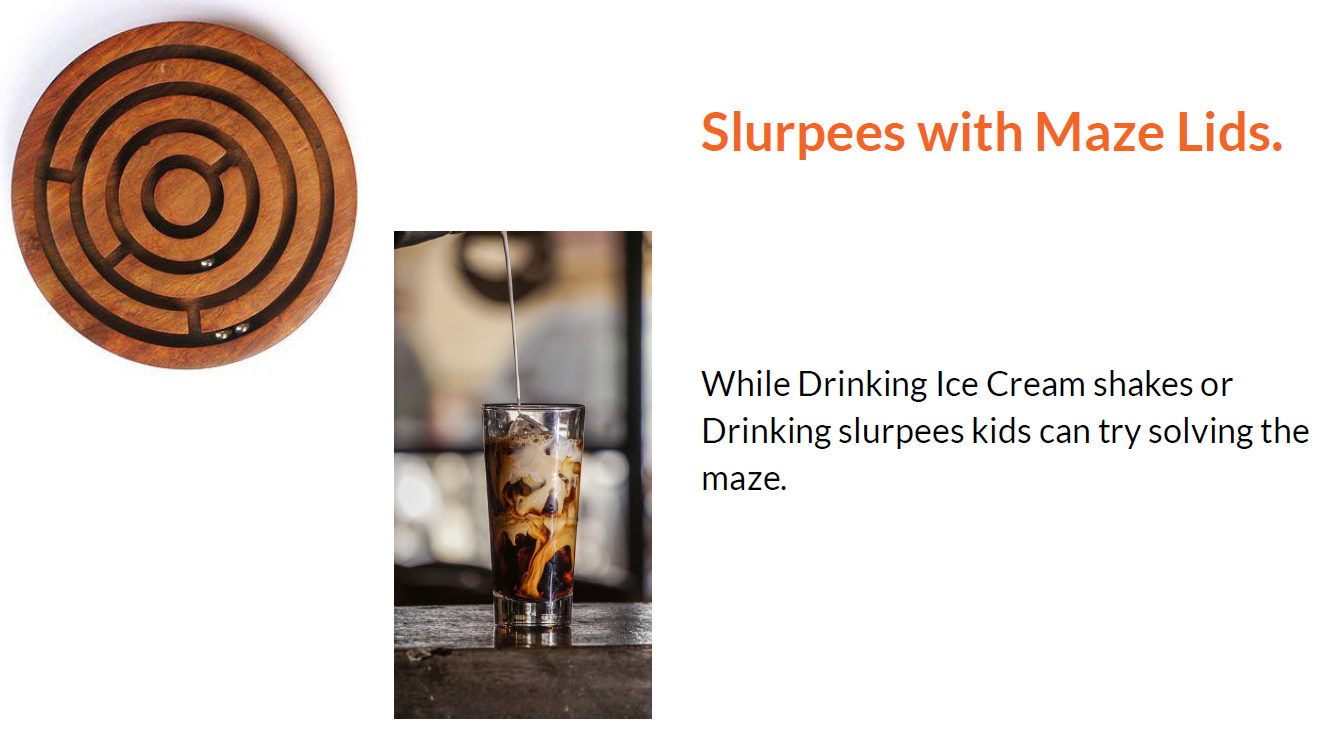 Slurpees with Maze Lids.
While Drinking Ice Cream shakes or
Drinking slurpees kids can try solving the
maze.